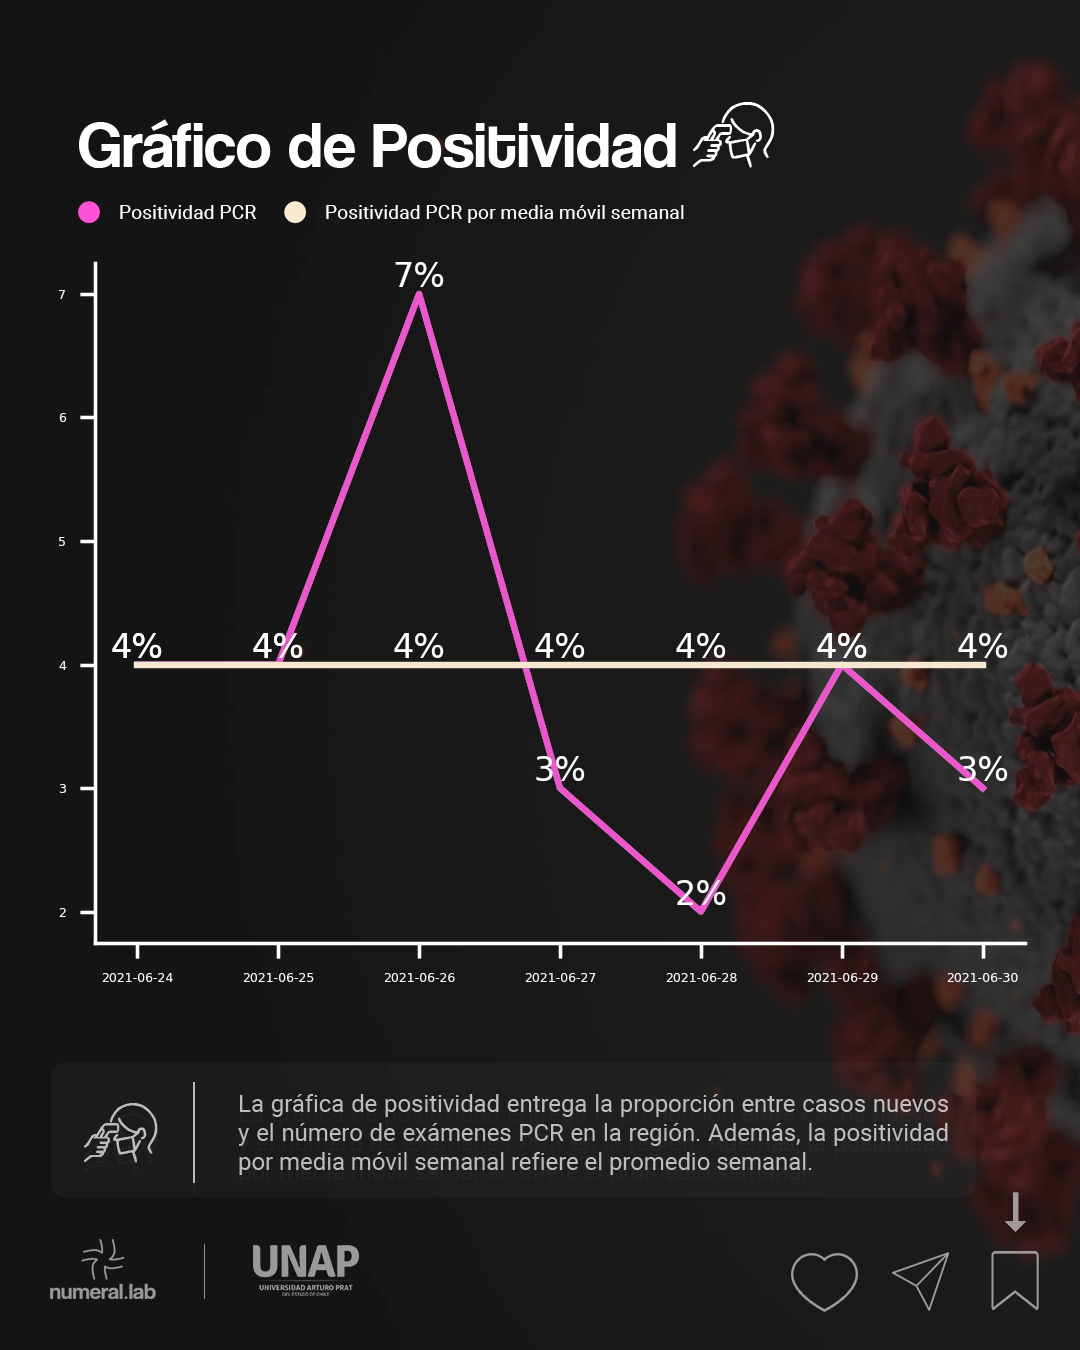 Gráfico de Positividad
Positividad PCR
Positividad PCR por media móvil semanal
7%
7
6
5
4% 4% 4% 4% 4% 4% 4%
4
3% 3%
3
2%
2
2021-06-24 2021-06-25 2021-06-26 2021-06-27 2021-06-28 2021-06-29 2021-06-30
La gráfica de positividad entrega la proporción entre casos nuevos
y el número de exámenes PCR en la región. Además, la positividad
por media móvil semanal refiere el promedio semanal.
numeral.lab
UNAP
UNIVERSIDAD ARTURO PRAT
DEL ESTADO DE CHILE